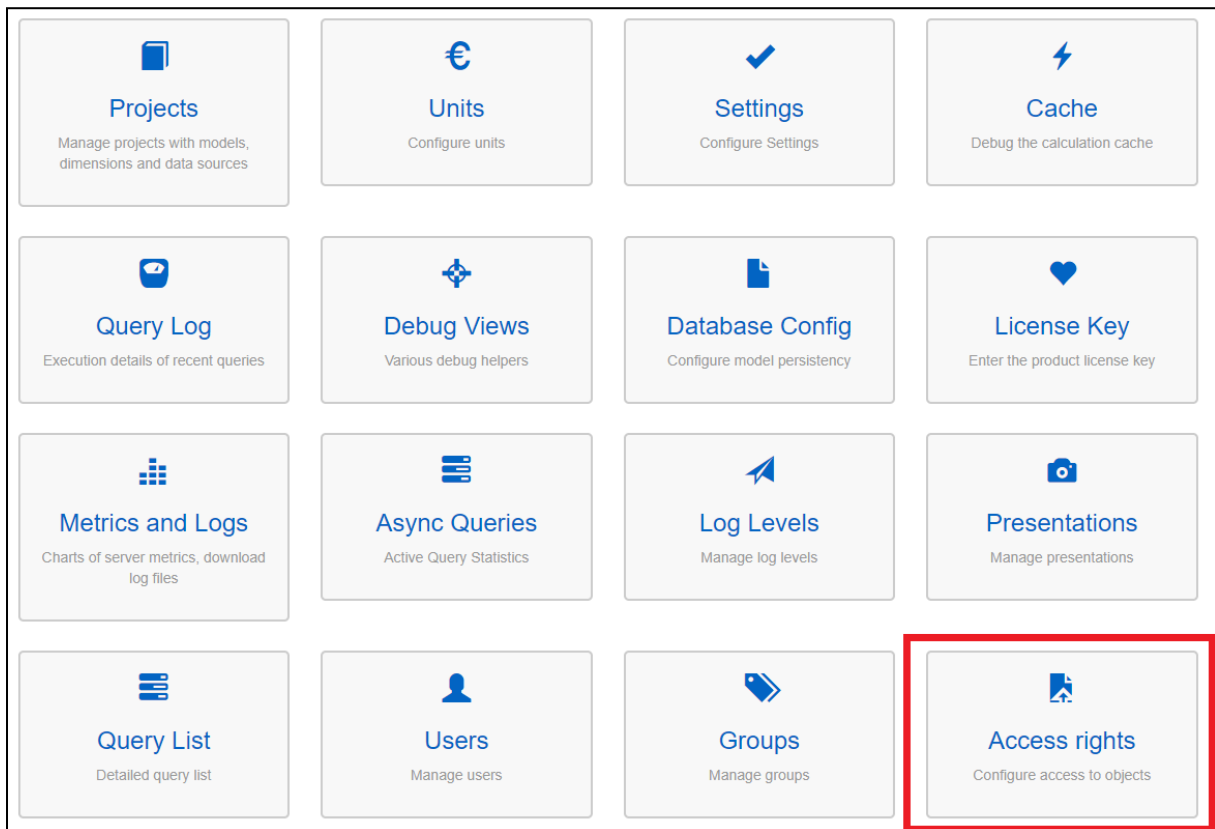 Projects
Manage projects with models,
dimensions and data sources
Units
Configure units
Settings
Configure Settings
Cache
Debug the calculation cache
Query Log
Execution details of recent queries
Debug Views
Various debug helpers
Database Config
Configure model persistency
License Key
Enter the product license key
Metrics and Logs
Charts of server metrics, download
log files
Async Queries
Active Query Statistics
Log Levels
Manage log levels
Presentations
Manage presentations
Query List
Detailed query list
Users
Manage users
Groups
Manage groups
Access rights
Configure access to objects